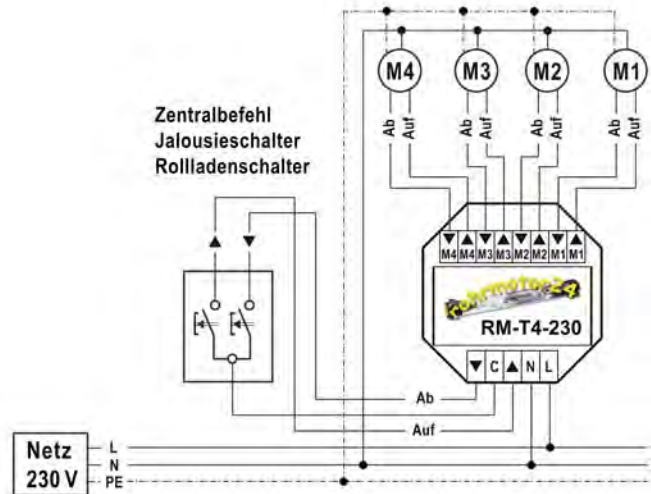 M4 M3 M2 M1
Ab Auf Ab Auf Ab Auf Ab Auf
Zentralbefehl
Jalousieschalter
Rollladenschalter
▲ ▼
▼ ▲ ▼ ▲ ▼ ▲ ▼ ▲
M4 M4 M3 M3 M2 M2 M1 M1
rohrmotor24
RM-T4-230
▼ C ▲ N L
Ab
Auf
Netz
230 V
L
N
PE